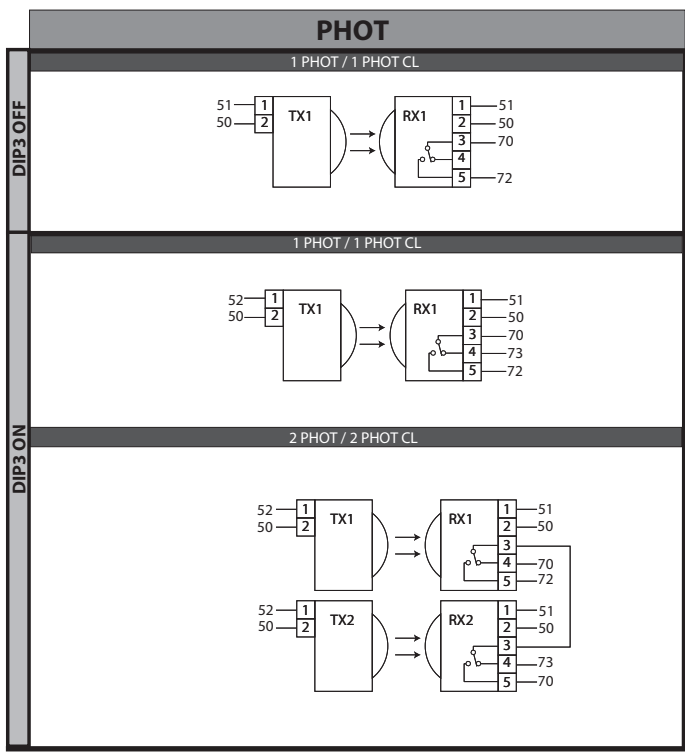 PHOT
DIP3 OFF
1 PHOT / 1 PHOT CL
51 1 TX1 RX1 1 51
50 2 2 50
3 70
4
5 72
DIP3 ON
1 PHOT / 1 PHOT CL
52 1 TX1 RX1 1 51
50 2 2 50
3 70
4 73
5 72
2 PHOT / 2 PHOT CL
52 1 TX1 RX1 1 51
50 2 2 50
3
4 70
5 72
52 1 TX2 RX2 1 51
50 2 2 50
3
4 73
5 70